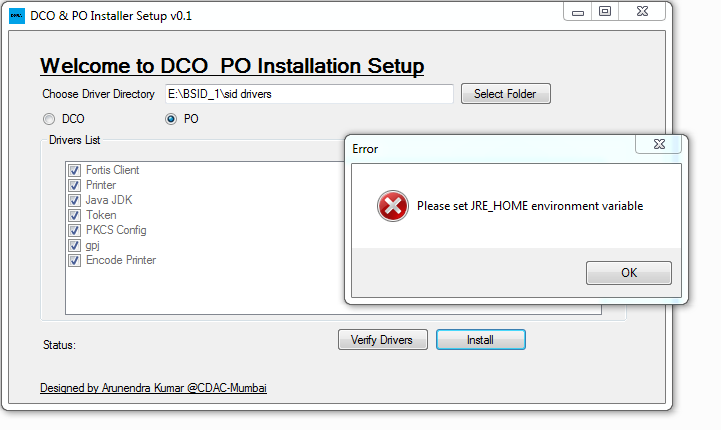 DCO & PO Installer Setup v0.1
Welcome to DCO PO Installation Setup
Choose Driver Directory E:\BSID_1\sid drivers Select Folder
DCO PO
Drivers List
Fortis Client
Printer
Java JDK
Token
PKCS Config
gpj
Encode Printer
Error
Please set JRE_HOME environment variable
OK
Status: Verify Drivers Install
Designed by Arunendra Kumar @CDAC-Mumbai